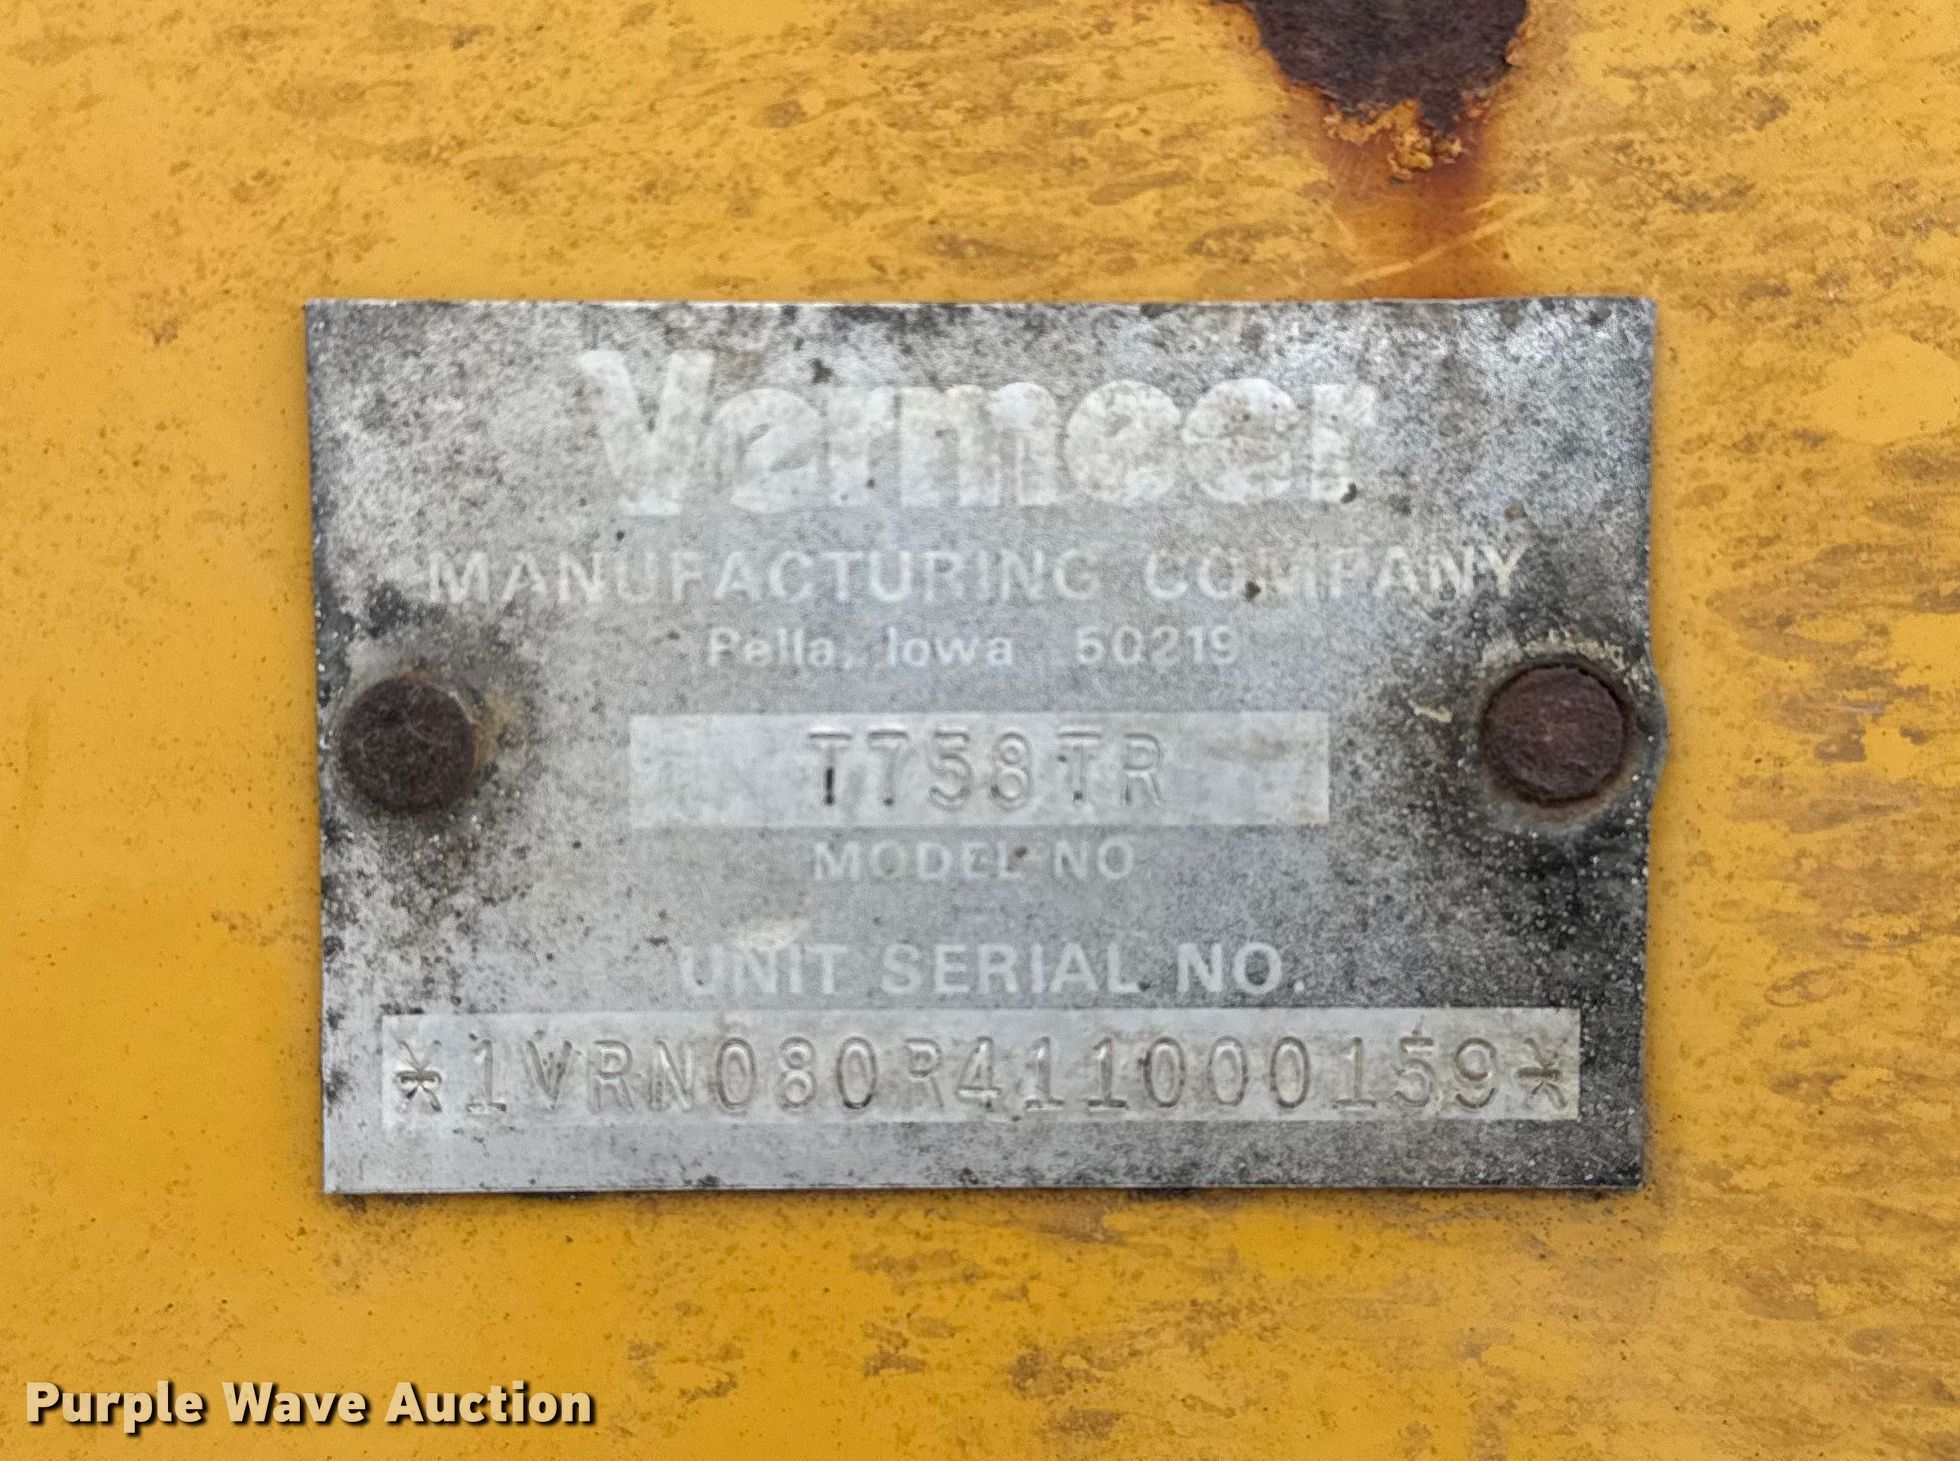 Vermeer
MANUFACTURING COMPANY
Pella, Iowa 50219
T758TR
MODEL NO.
UNIT SERIAL NO.
*1VRN080R411000159*
Purple Wave Auction